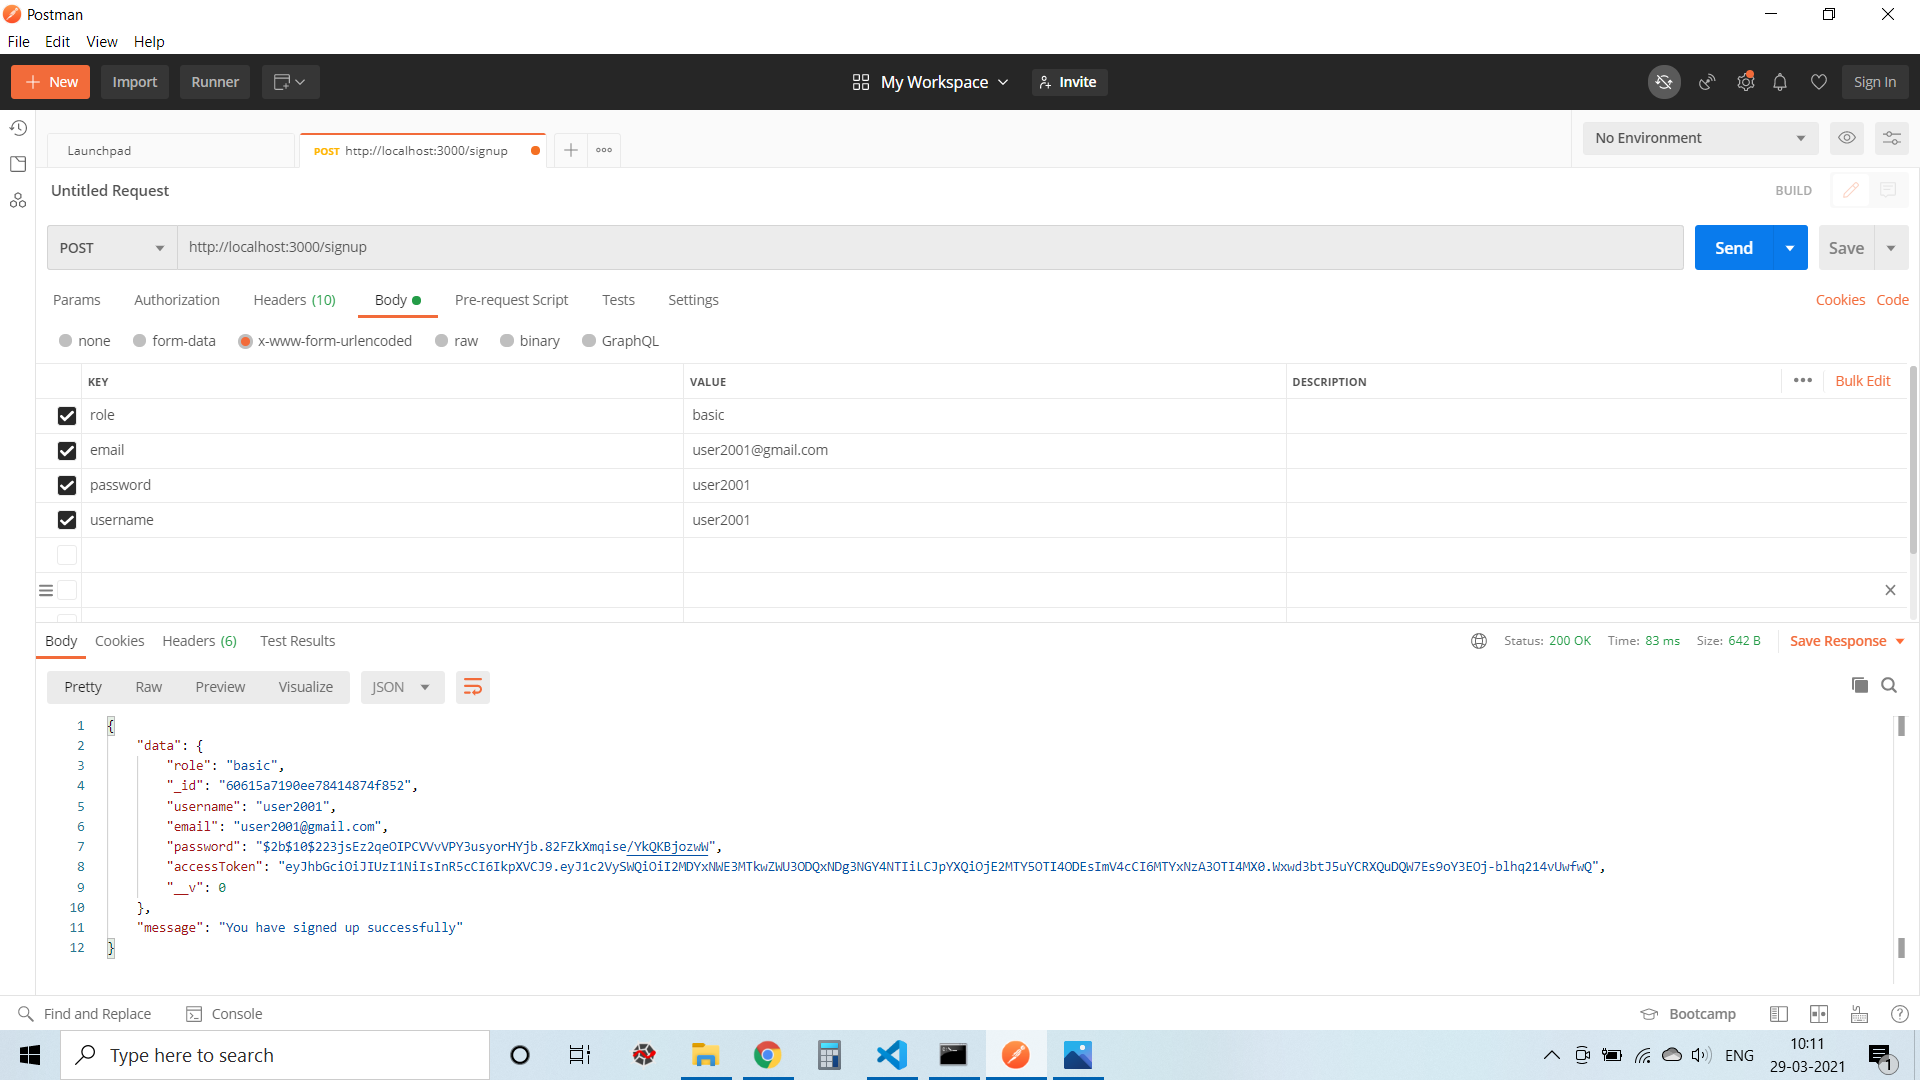 Postman
File Edit View Help
New Import Runner My Workspace Invite Sign In
Launchpad POST http://localhost:3000/signup No Environment
Untitled Request BUILD
POST http://localhost:3000/signup Send Save
Params Authorization Headers (10) Body Pre-request Script Tests Settings Cookies Code
none form-data x-www-form-urlencoded raw binary GraphQL
KEY VALUE DESCRIPTION Bulk Edit
role basic
email user2001@gmail.com
password user2001
username user2001
Body Cookies Headers (6) Test Results Status: 200 OK Time: 83 ms Size: 642 B Save Response
Pretty Raw Preview Visualize JSON
1 {
2 "data": {
3 "role": "basic",
4 "_id": "60615a7190ee78414874f852",
5 "username": "user2001",
6 "email": "user2001@gmail.com",
7 "password": "$2b$10$223jsEz2qeOIPCVVvVPY3usyorHYjb.82FZkXmqise/YkQKBjozwW",
8 "accessToken": "eyJhbGciOiJIUzI1NiIsInR5cCI6IkpXVCJ9.eyJ1c2VySWQiOiI2MDYxNWE3MTkwZWU3ODQxNDg3NGY4NTIiLCJpYXQiOjE2MTY5OTI4ODEsImV4cCI6MTYxNzA3OTI4MX0.Wxwd3btJ5uYCRXQuDQW7Es9oY3EOj-blhq214vUwfwQ",
9 "__v": 0
10 },
11 "message": "You have signed up successfully"
12 }
Find and Replace Console Bootcamp
Type here to search ENG 10:11
29-03-2021 1